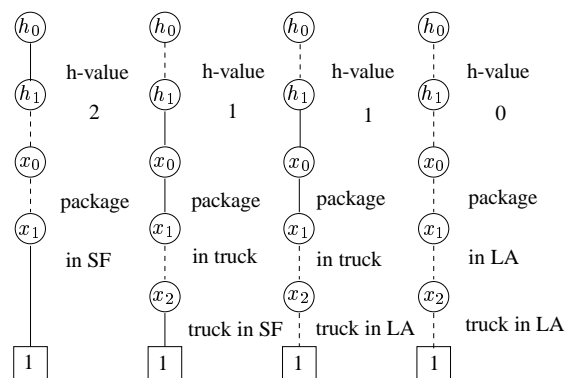 h0 h0 h0 h0
h-value h-value h-value h-value
h1 h1 h1 h1
2 1 1 0
x0 x0 x0 x0
package package package package
x1 x1 x1 x1
in SF in truck in truck in LA
x2 x2 x2
truck in SF truck in LA truck in LA
1 1 1 1